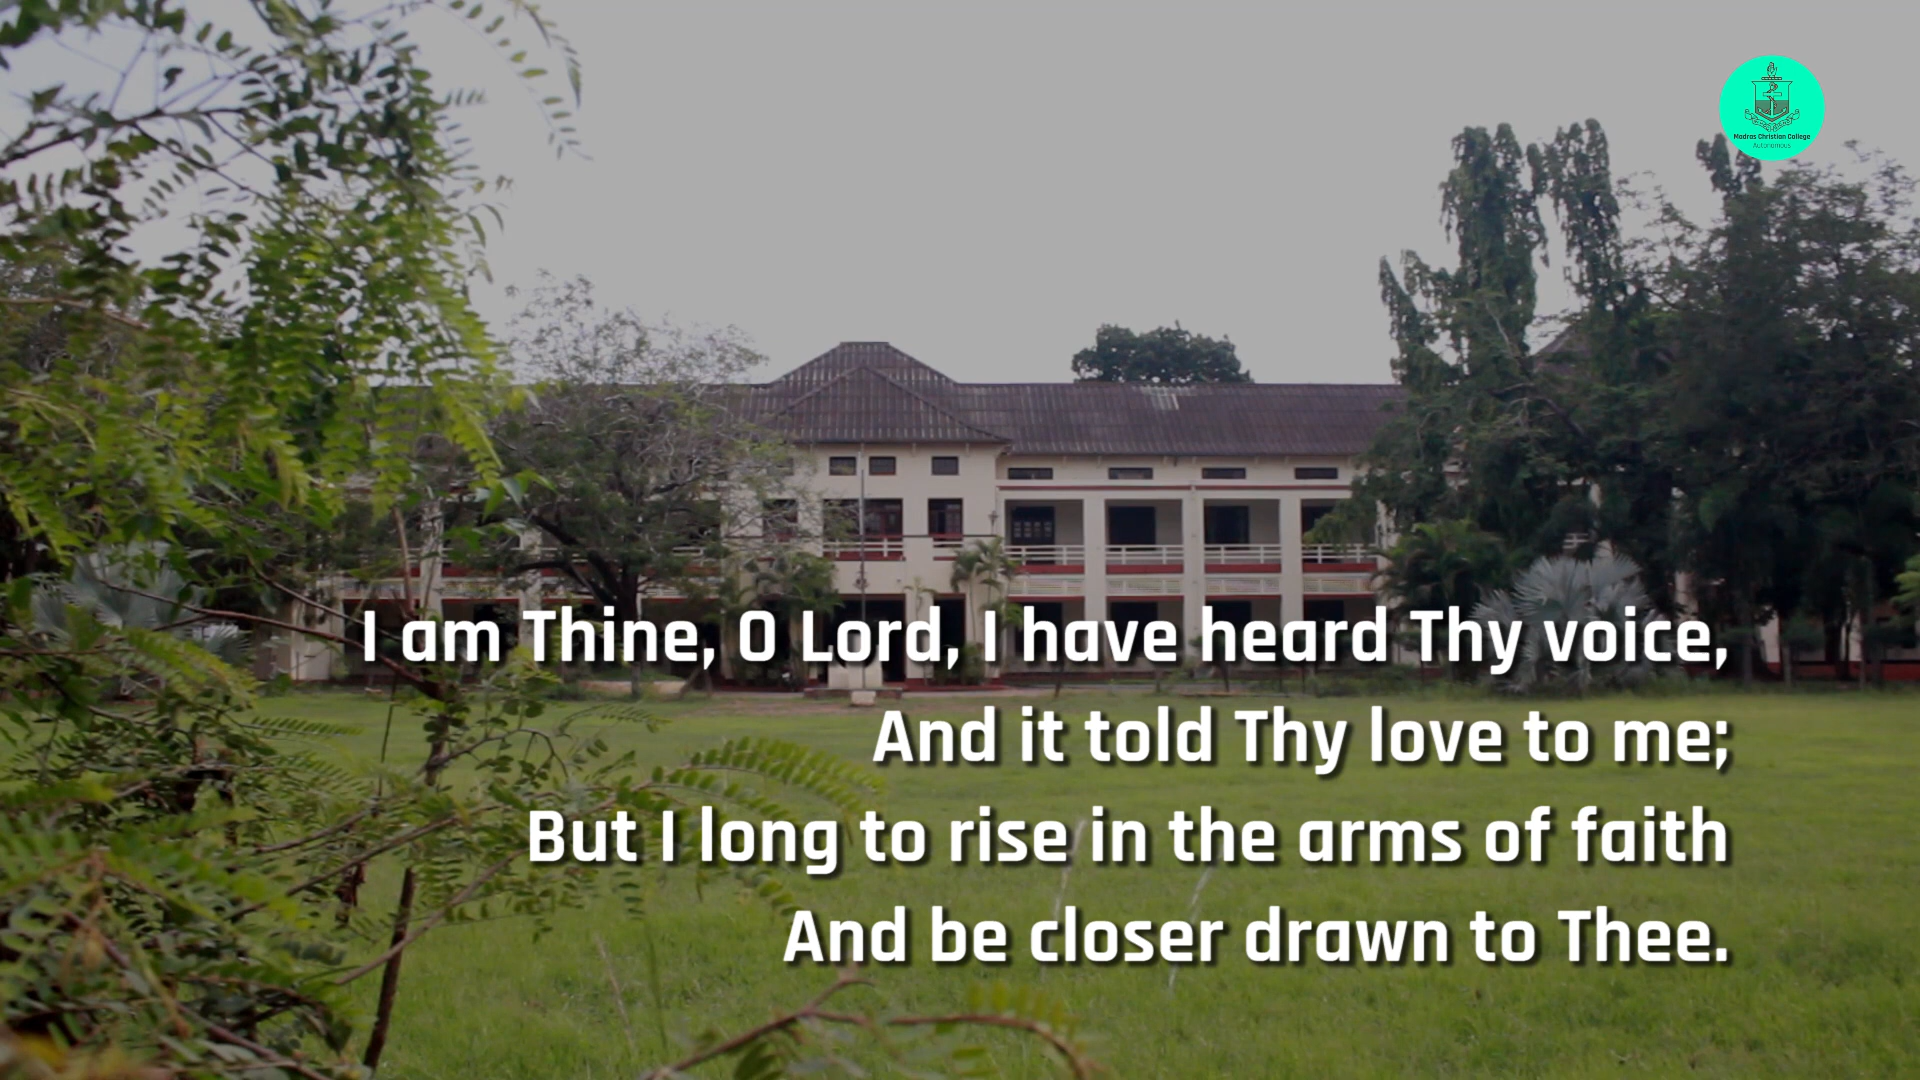 Madras Christian College
Autonomous
I am Thine, O Lord, I have heard Thy voice,
And it told Thy love to me;
But I long to rise in the arms of faith
And be closer drawn to Thee.